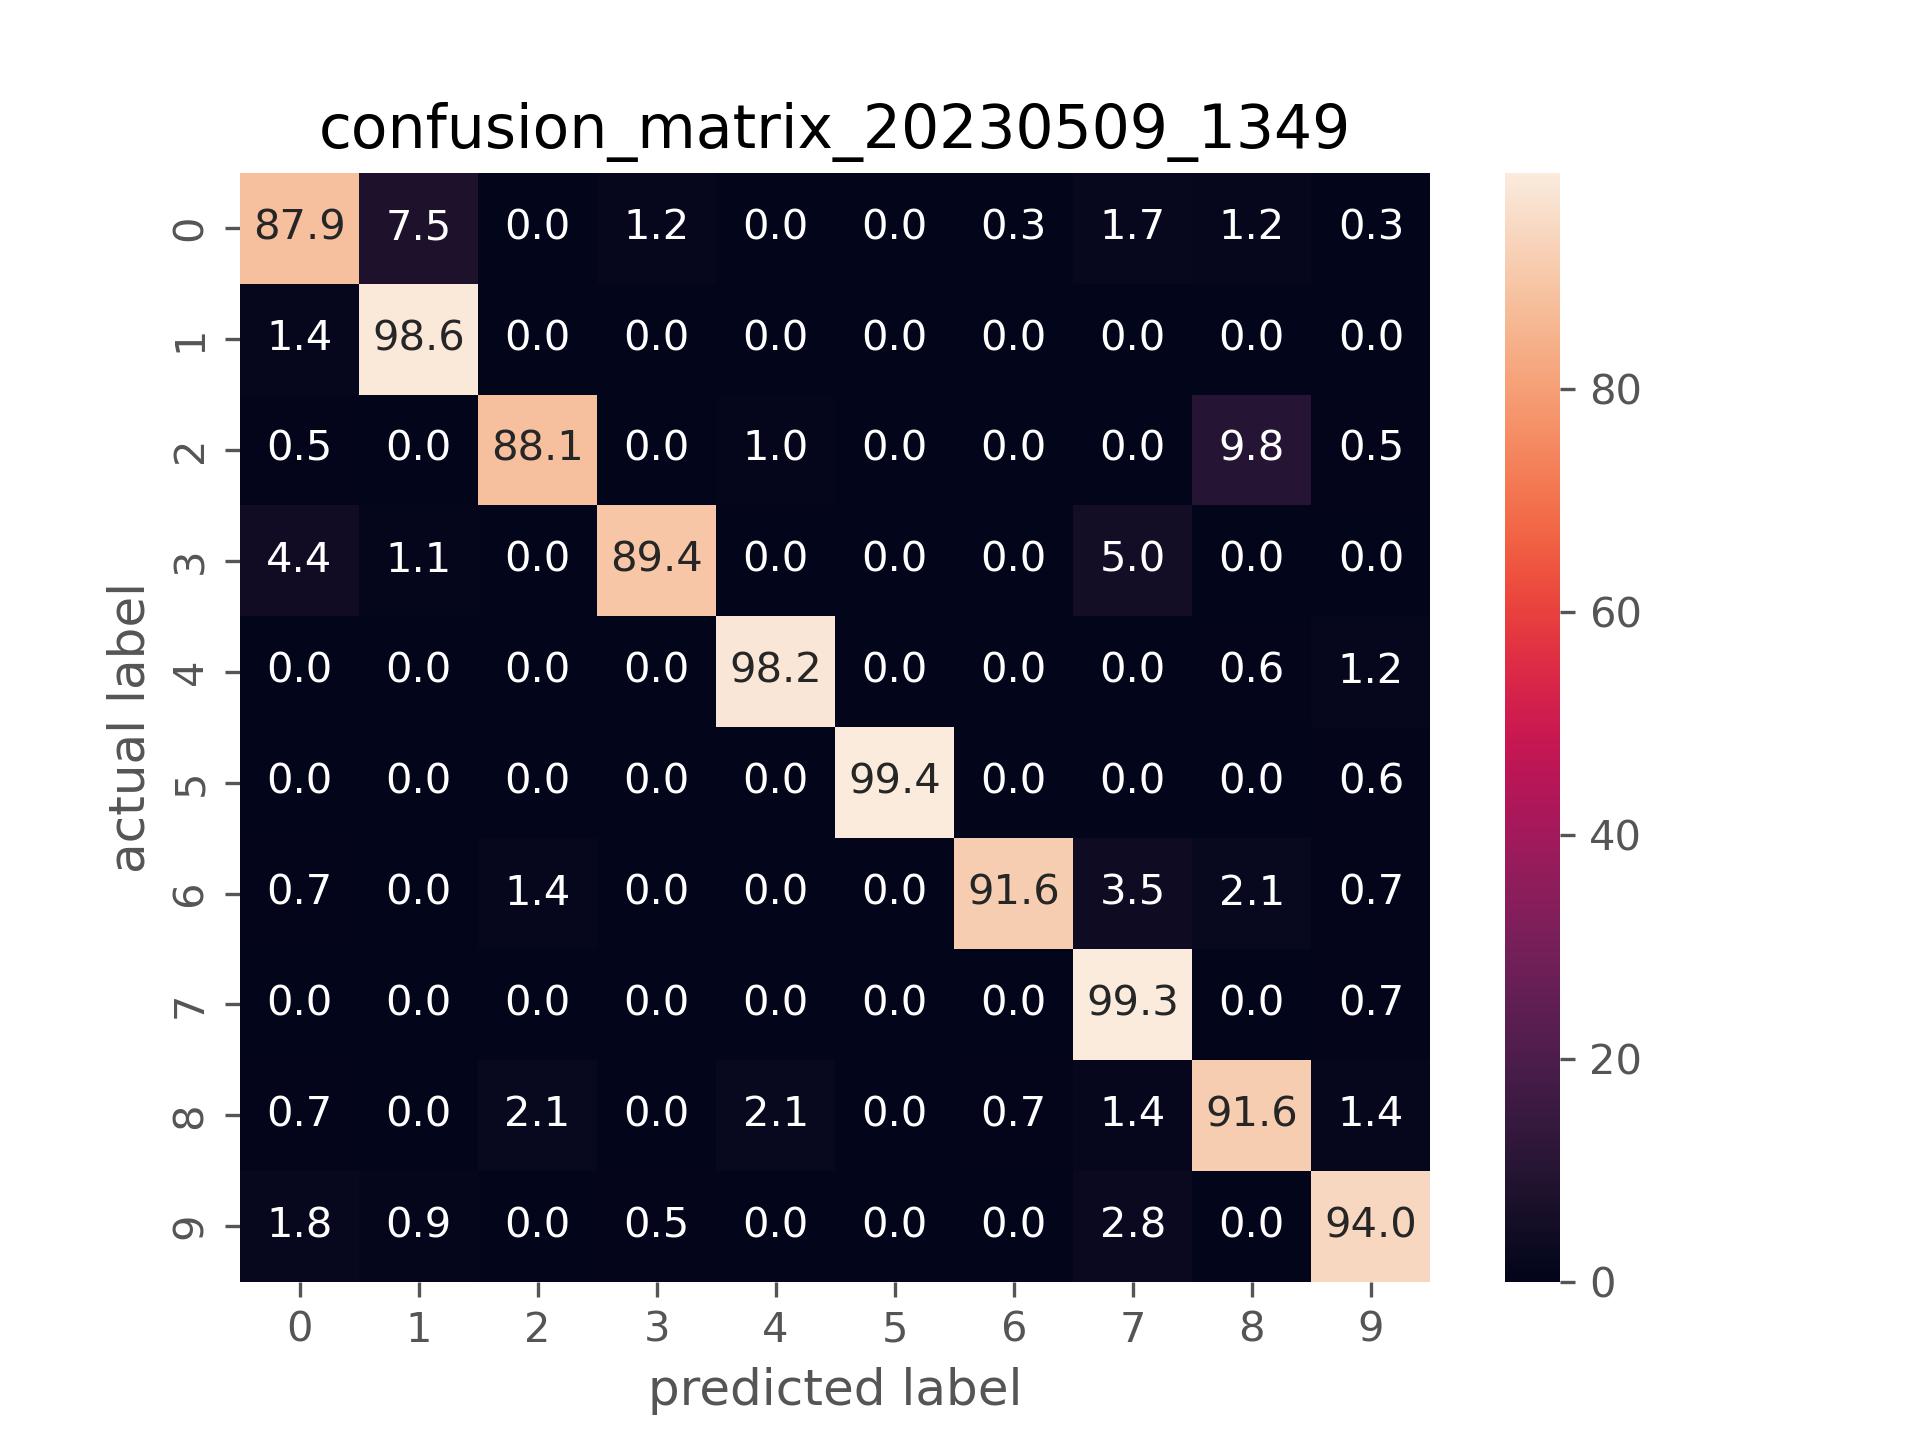 confusion_matrix_20230509_1349
0 87.9 7.5 0.0 1.2 0.0 0.0 0.3 1.7 1.2 0.3
1 1.4 98.6 0.0 0.0 0.0 0.0 0.0 0.0 0.0 0.0
2 0.5 0.0 88.1 0.0 1.0 0.0 0.0 0.0 9.8 0.5
3 4.4 1.1 0.0 89.4 0.0 0.0 0.0 5.0 0.0 0.0
4 0.0 0.0 0.0 0.0 98.2 0.0 0.0 0.0 0.6 1.2
5 0.0 0.0 0.0 0.0 0.0 99.4 0.0 0.0 0.0 0.6
6 0.7 0.0 1.4 0.0 0.0 0.0 91.6 3.5 2.1 0.7
7 0.0 0.0 0.0 0.0 0.0 0.0 0.0 99.3 0.0 0.7
8 0.7 0.0 2.1 0.0 2.1 0.0 0.7 1.4 91.6 1.4
9 1.8 0.9 0.0 0.5 0.0 0.0 0.0 2.8 0.0 94.0
0 1 2 3 4 5 6 7 8 9
predicted label
actual label
80
60
40
20
0